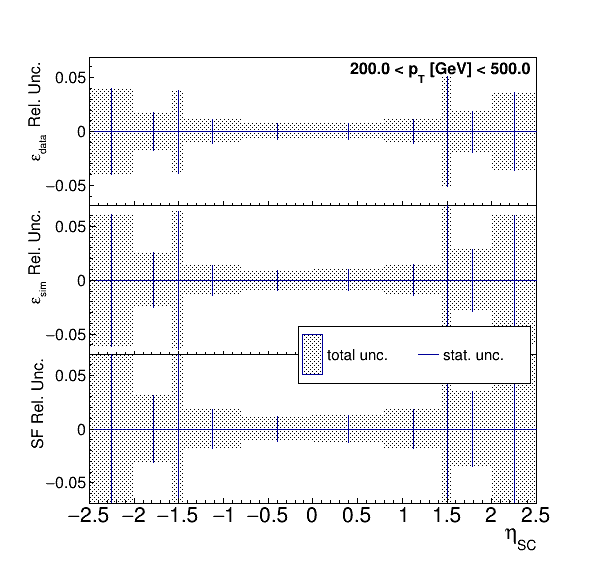 200.0 < p_T [GeV] < 500.0
ε_data Rel. Unc.
0.05
0
−0.05
ε_sim Rel. Unc.
0.05
0
−0.05
total unc.
stat. unc.
SF Rel. Unc.
0.05
0
−0.05
−2.5 −2 −1.5 −1 −0.5 0 0.5 1 1.5 2 2.5
η_SC